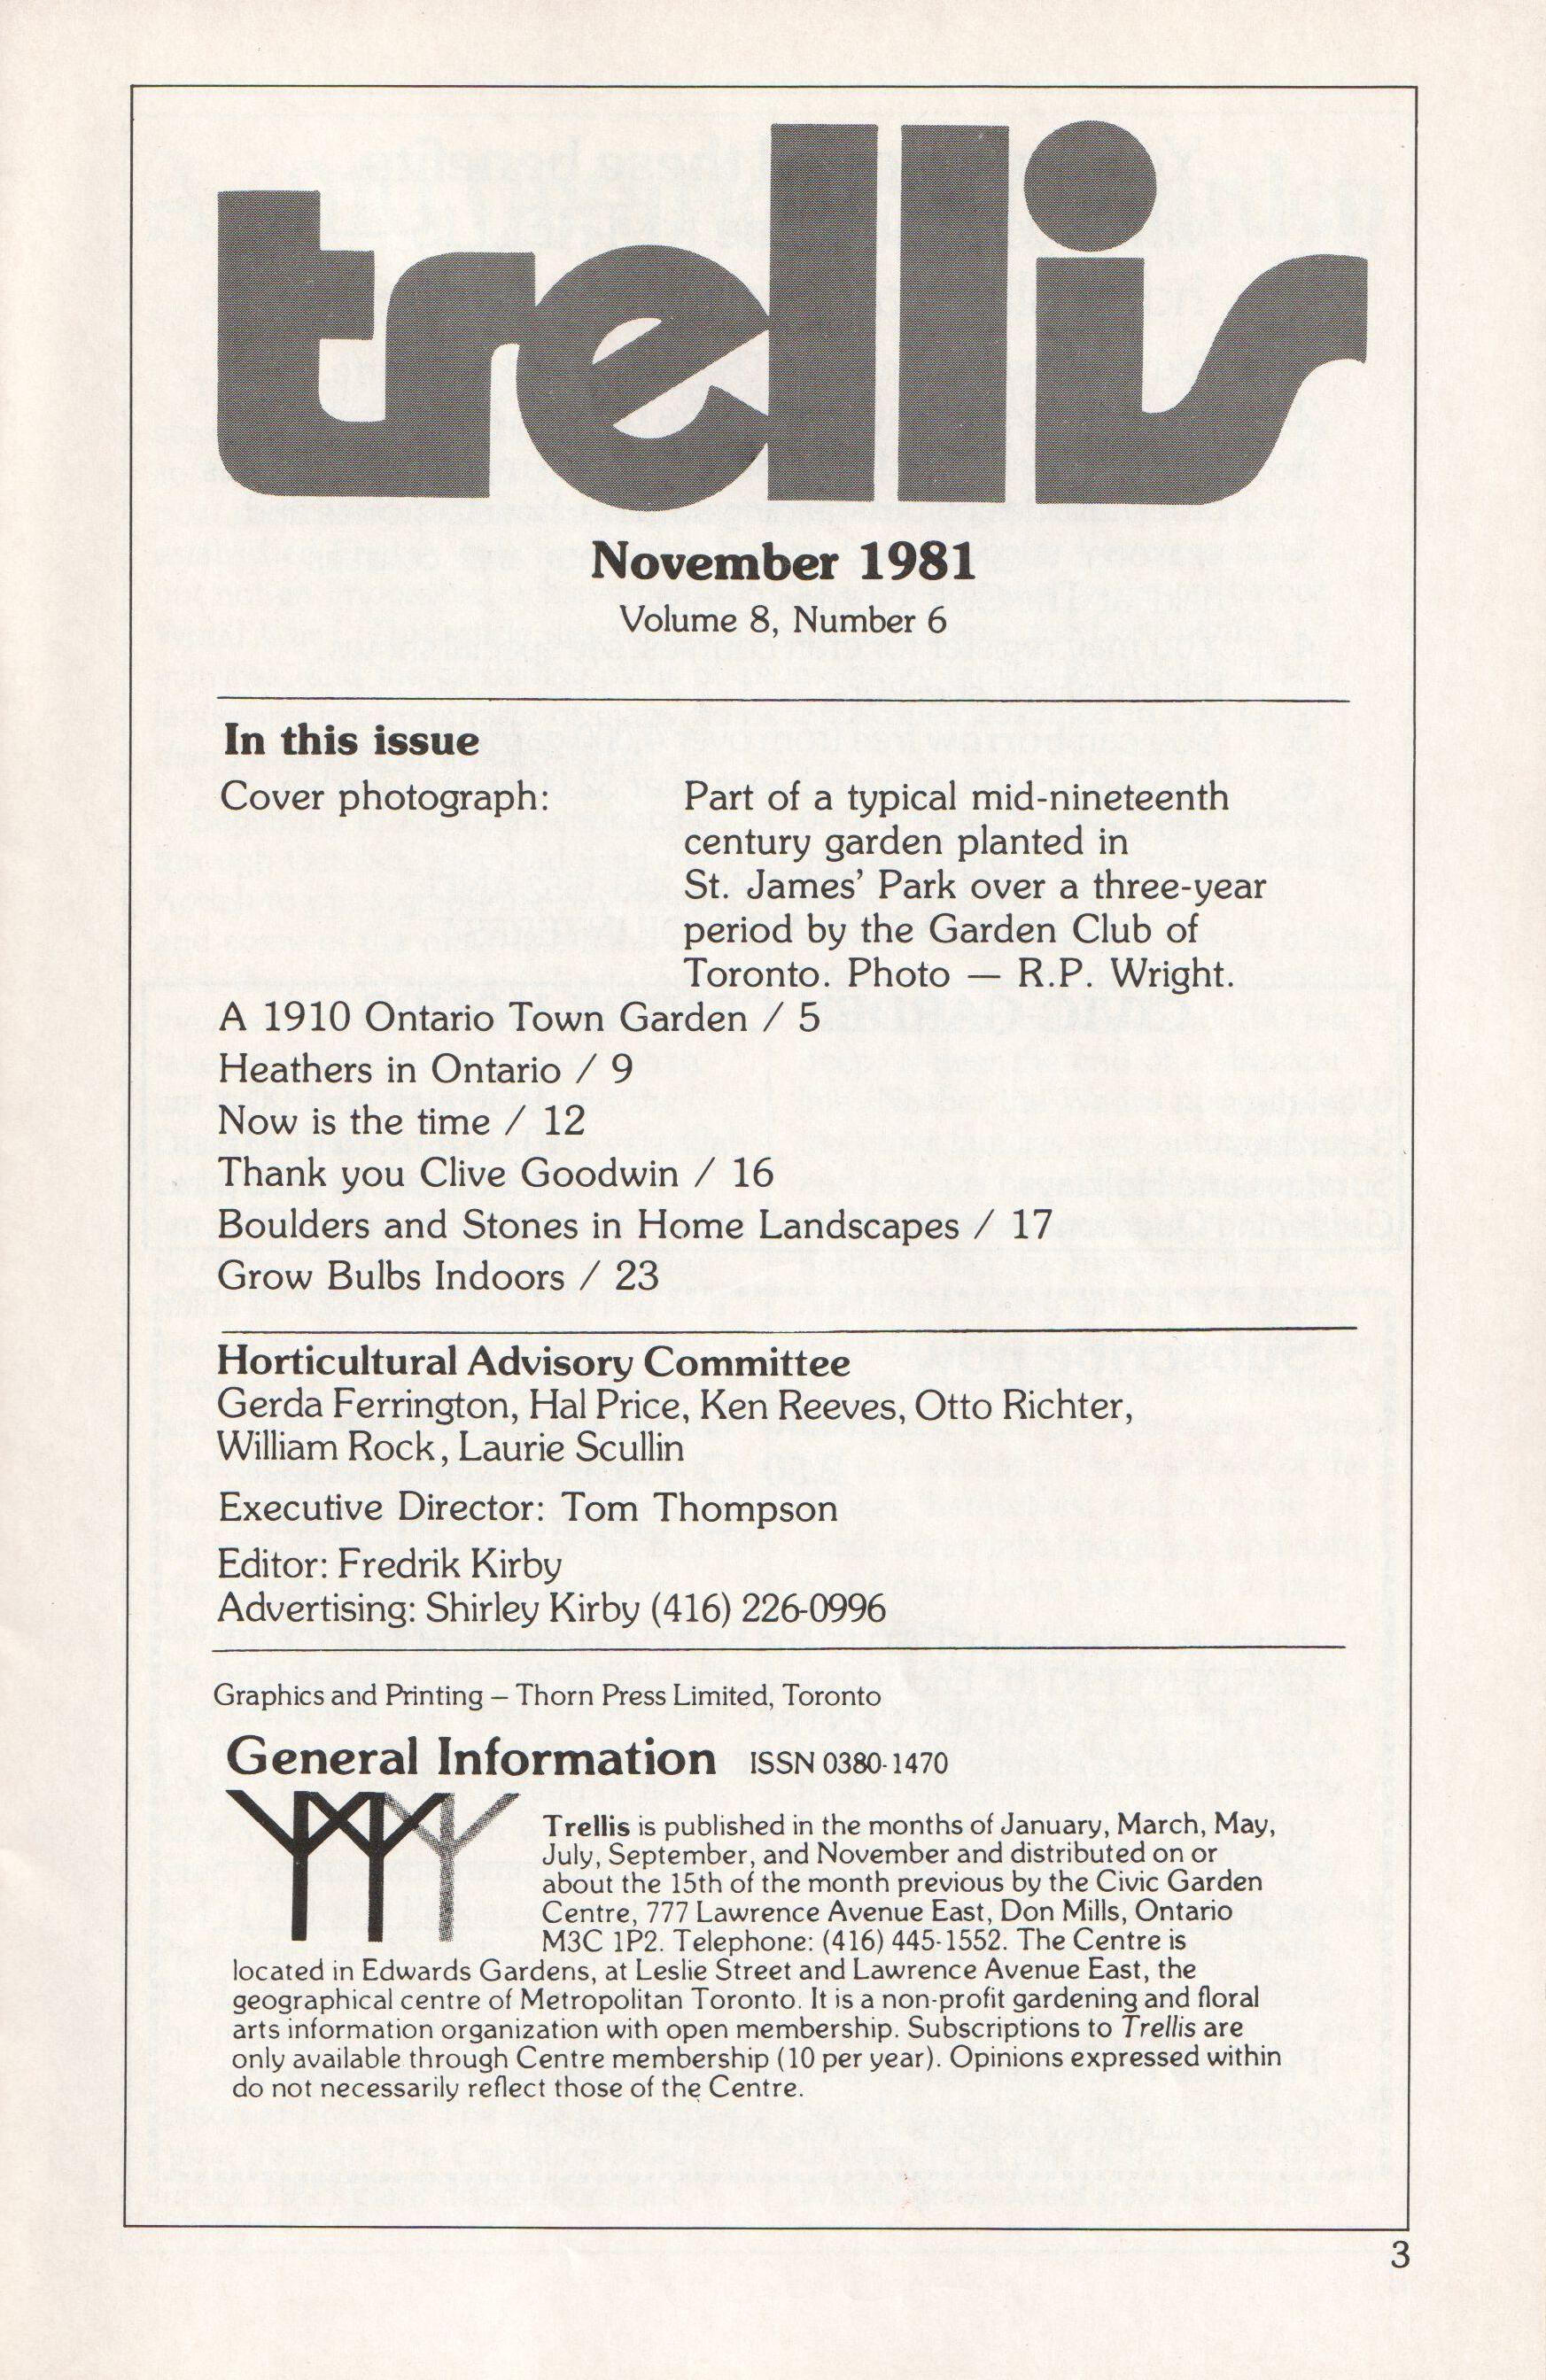 trellis
November 1981
Volume 8, Number 6
In this issue
Cover photograph: Part of a typical mid-nineteenth
century garden planted in
St. James' Park over a three-year
period by the Garden Club of
Toronto. Photo — R.P. Wright.
A 1910 Ontario Town Garden / 5
Heathers in Ontario / 9
Now is the time / 12
Thank you Clive Goodwin / 16
Boulders and Stones in Home Landscapes / 17
Grow Bulbs Indoors / 23
Horticultural Advisory Committee
Gerda Ferrington, Hal Price, Ken Reeves, Otto Richter,
William Rock, Laurie Scullin
Executive Director: Tom Thompson
Editor: Fredrik Kirby
Advertising: Shirley Kirby (416) 226-0996
Graphics and Printing – Thorn Press Limited, Toronto
General Information ISSN 0380-1470
Trellis is published in the months of January, March, May,
July, September, and November and distributed on or
about the 15th of the month previous by the Civic Garden
Centre, 777 Lawrence Avenue East, Don Mills, Ontario
M3C 1P2. Telephone: (416) 445-1552. The Centre is
located in Edwards Gardens, at Leslie Street and Lawrence Avenue East, the
geographical centre of Metropolitan Toronto. It is a non-profit gardening and floral
arts information organization with open membership. Subscriptions to Trellis are
only available through Centre membership (10 per year). Opinions expressed within
do not necessarily reflect those of the Centre.
3